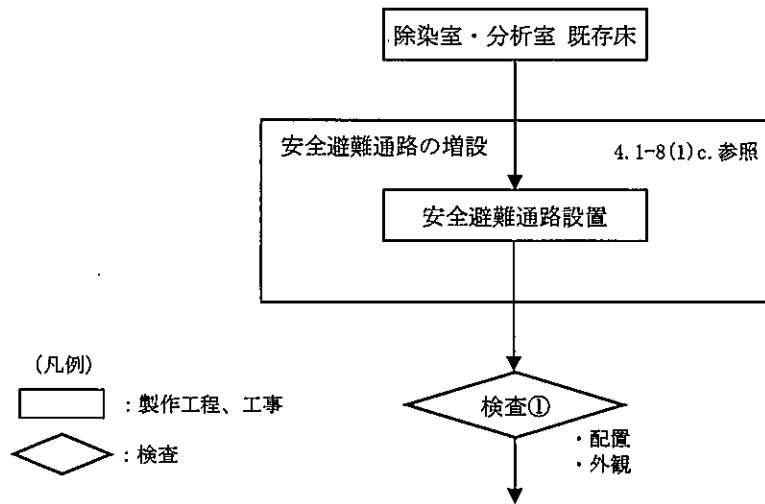 除染室・分析室 既存床
安全避難通路の増設
4.1-8(1)c.参照
安全避難通路設置
検査①
・配置
・外観
(凡例)
：製作工程、工事
：検査